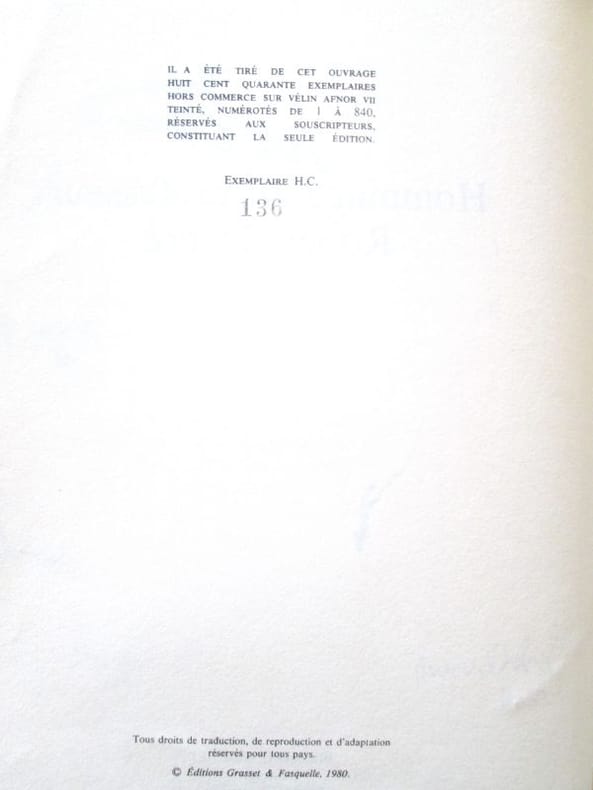 IL A ÉTÉ TIRÉ DE CET OUVRAGE
HUIT CENT QUARANTE EXEMPLAIRES
HORS COMMERCE SUR VÉLIN AFNOR VII
TEINTÉ, NUMÉROTÉS DE 1 À 840,
RÉSERVÉS AUX SOUSCRIPTEURS,
CONSTITUANT LA SEULE ÉDITION.
EXEMPLAIRE H.C.
136
Tous droits de traduction, de reproduction et d'adaptation
réservés pour tous pays.
© Éditions Grasset & Fasquelle, 1980.